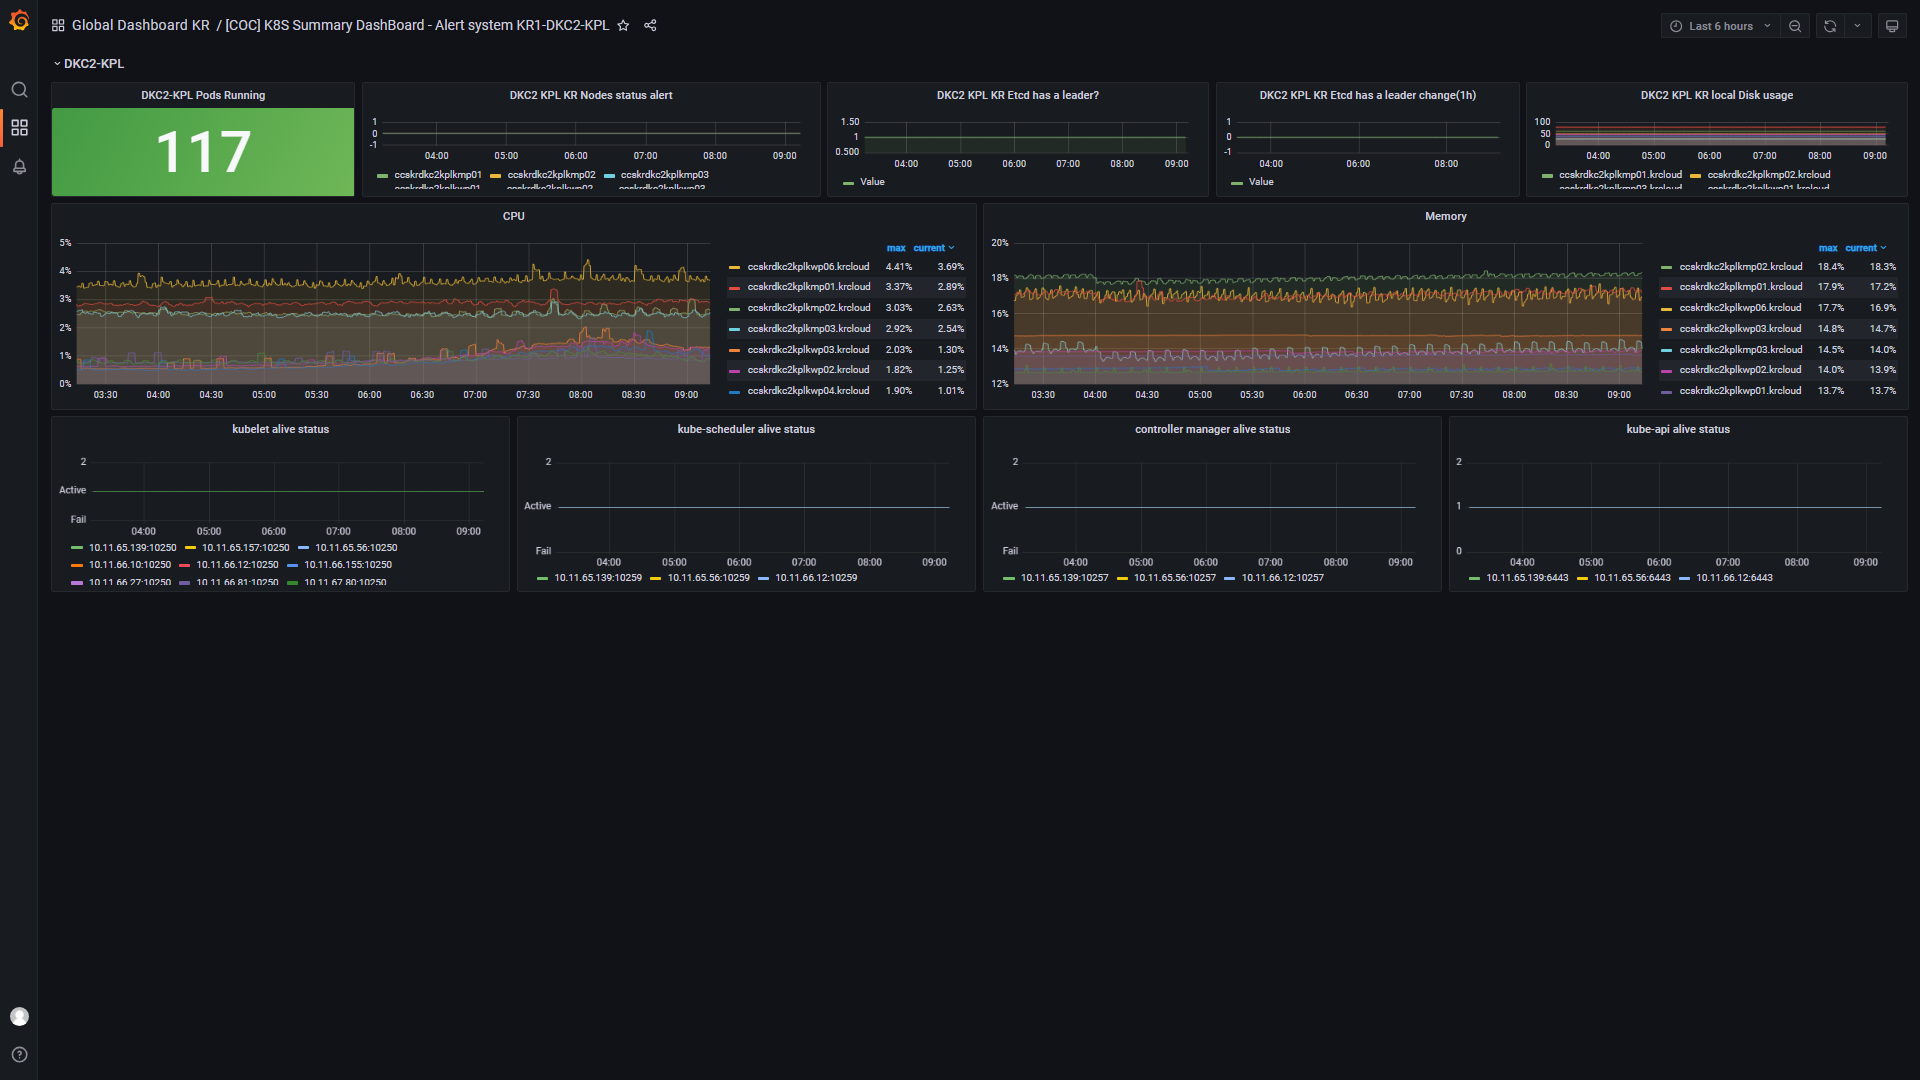 Global Dashboard KR / [COC] K8S Summary DashBoard - Alert system KR1-DKC2-KPL
Last 6 hours
DKC2-KPL
DKC2-KPL Pods Running
117
DKC2 KPL KR Nodes status alert
1
0
-1
04:00 05:00 06:00 07:00 08:00 09:00
ccskrdkc2kplkmp01 ccskrdkc2kplkmp02 ccskrdkc2kplkmp03
ccskrdkc2kplkwp01 ccskrdkc2kplkwp02 ccskrdkc2kplkwp03
DKC2 KPL KR Etcd has a leader?
1.50
1
0.500
04:00 05:00 06:00 07:00 08:00 09:00
Value
DKC2 KPL KR Etcd has a leader change(1h)
1
0
-1
04:00 06:00 08:00
Value
DKC2 KPL KR local Disk usage
100
50
0
04:00 05:00 06:00 07:00 08:00 09:00
ccskrdkc2kplkmp01.krcloud ccskrdkc2kplkmp02.krcloud
ccskrdkc2kplkmp03.krcloud ccskrdkc2kplkwp01.krcloud
CPU
5%
4%
3%
2%
1%
0%
03:30 04:00 04:30 05:00 05:30 06:00 06:30 07:00 07:30 08:00 08:30 09:00
max current
ccskrdkc2kplkwp06.krcloud 4.41% 3.69%
ccskrdkc2kplkmp01.krcloud 3.37% 2.89%
ccskrdkc2kplkmp02.krcloud 3.03% 2.63%
ccskrdkc2kplkmp03.krcloud 2.92% 2.54%
ccskrdkc2kplkwp03.krcloud 2.03% 1.30%
ccskrdkc2kplkwp02.krcloud 1.82% 1.25%
ccskrdkc2kplkwp04.krcloud 1.90% 1.01%
Memory
20%
18%
16%
14%
12%
03:30 04:00 04:30 05:00 05:30 06:00 06:30 07:00 07:30 08:00 08:30 09:00
max current
ccskrdkc2kplkmp02.krcloud 18.4% 18.3%
ccskrdkc2kplkmp01.krcloud 17.9% 17.2%
ccskrdkc2kplkwp06.krcloud 17.7% 16.9%
ccskrdkc2kplkwp03.krcloud 14.8% 14.7%
ccskrdkc2kplkmp03.krcloud 14.5% 14.0%
ccskrdkc2kplkwp02.krcloud 14.0% 13.9%
ccskrdkc2kplkwp01.krcloud 13.7% 13.7%
kubelet alive status
2
Active
Fail
04:00 05:00 06:00 07:00 08:00 09:00
10.11.65.139:10250 10.11.65.157:10250 10.11.65.56:10250
10.11.66.10:10250 10.11.66.12:10250 10.11.66.155:10250
10.11.66.27:10250 10.11.66.81:10250 10.11.67.80:10250
kube-scheduler alive status
2
Active
Fail
04:00 05:00 06:00 07:00 08:00 09:00
10.11.65.139:10259 10.11.65.56:10259 10.11.66.12:10259
controller manager alive status
2
Active
Fail
04:00 05:00 06:00 07:00 08:00 09:00
10.11.65.139:10257 10.11.65.56:10257 10.11.66.12:10257
kube-api alive status
2
1
0
04:00 05:00 06:00 07:00 08:00 09:00
10.11.65.139:6443 10.11.65.56:6443 10.11.66.12:6443